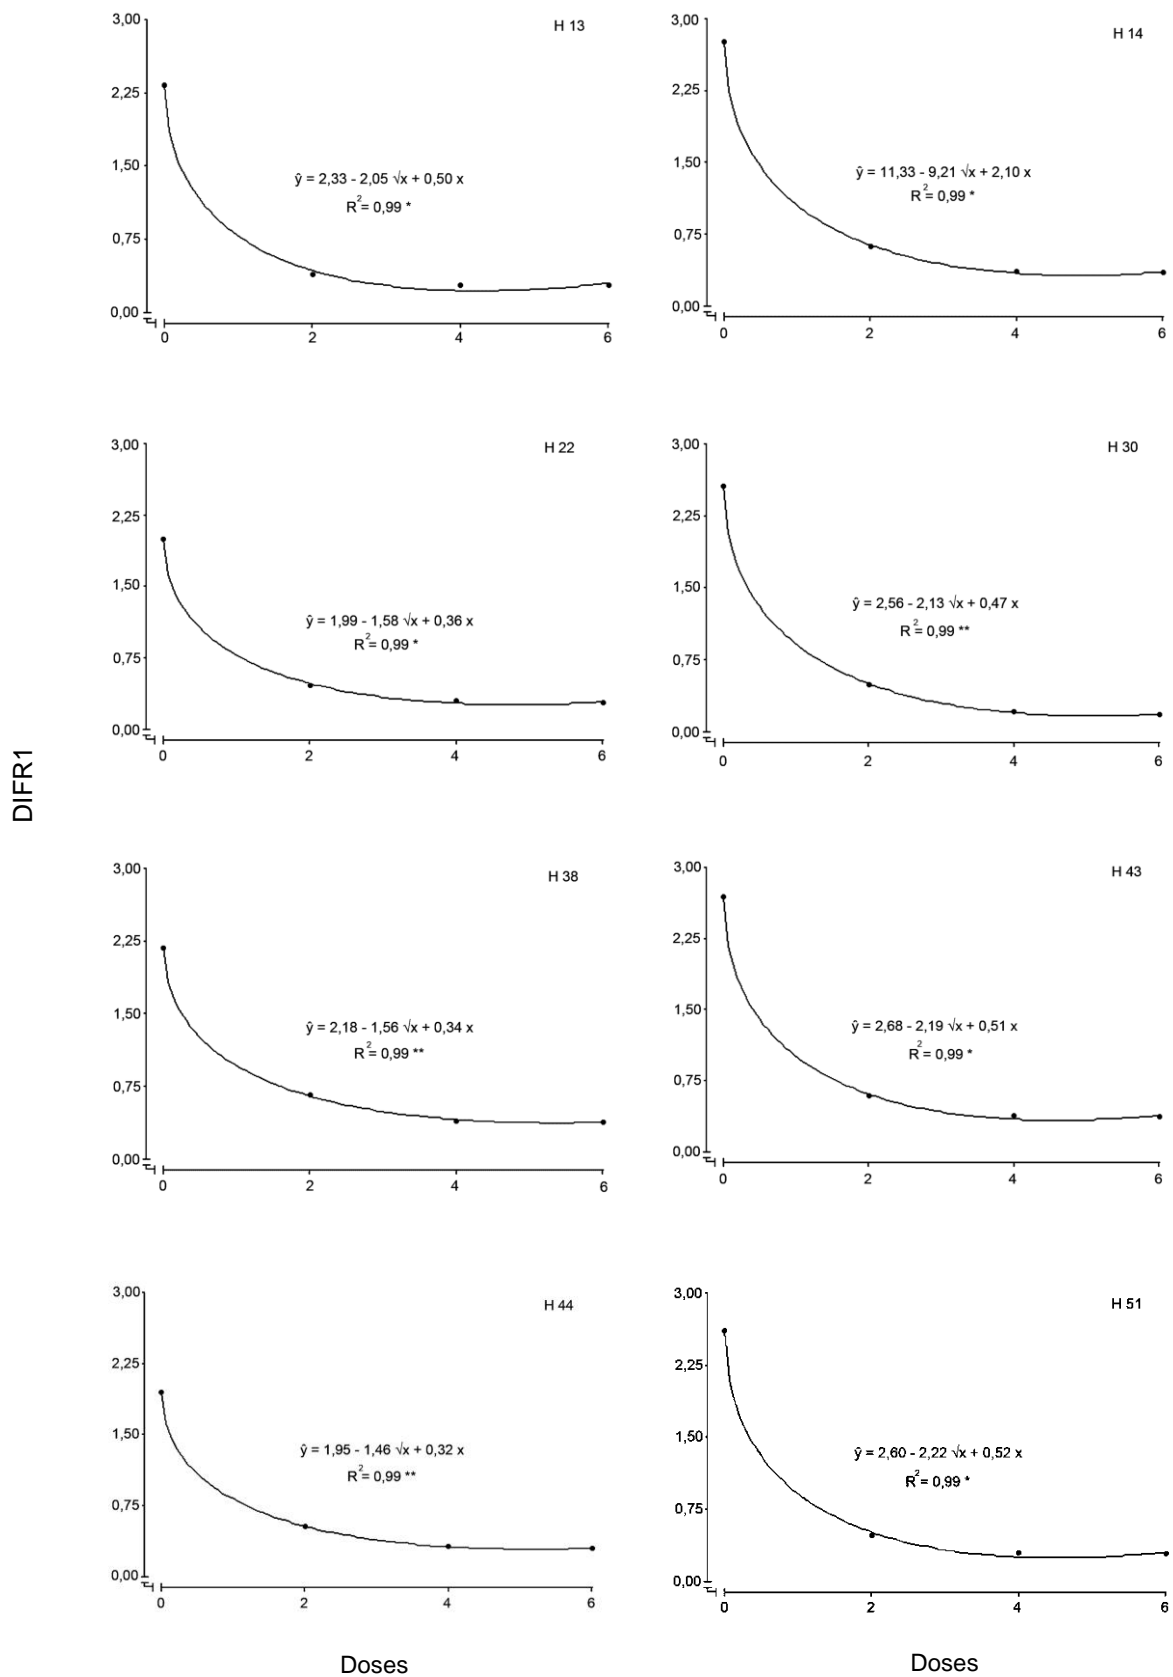 DIFR1
3,00
2,25
1,50
0,75
0,00
0 2 4 6
H 13
ŷ = 2,33 - 2,05 √x + 0,50 x
R²= 0,99 *
3,00
2,25
1,50
0,75
0,00
0 2 4 6
H 14
ŷ = 11,33 - 9,21 √x + 2,10 x
R²= 0,99 *
3,00
2,25
1,50
0,75
0,00
0 2 4 6
H 22
ŷ = 1,99 - 1,58 √x + 0,36 x
R²= 0,99 *
3,00
2,25
1,50
0,75
0,00
0 2 4 6
H 30
ŷ = 2,56 - 2,13 √x + 0,47 x
R²= 0,99 **
3,00
2,25
1,50
0,75
0,00
0 2 4 6
H 38
ŷ = 2,18 - 1,56 √x + 0,34 x
R²= 0,99 **
3,00
2,25
1,50
0,75
0,00
0 2 4 6
H 43
ŷ = 2,68 - 2,19 √x + 0,51 x
R²= 0,99 *
3,00
2,25
1,50
0,75
0,00
0 2 4 6
H 44
ŷ = 1,95 - 1,46 √x + 0,32 x
R²= 0,99 **
3,00
2,25
1,50
0,75
0,00
0 2 4 6
H 51
ŷ = 2,60 - 2,22 √x + 0,52 x
R²= 0,99 *
Doses
Doses